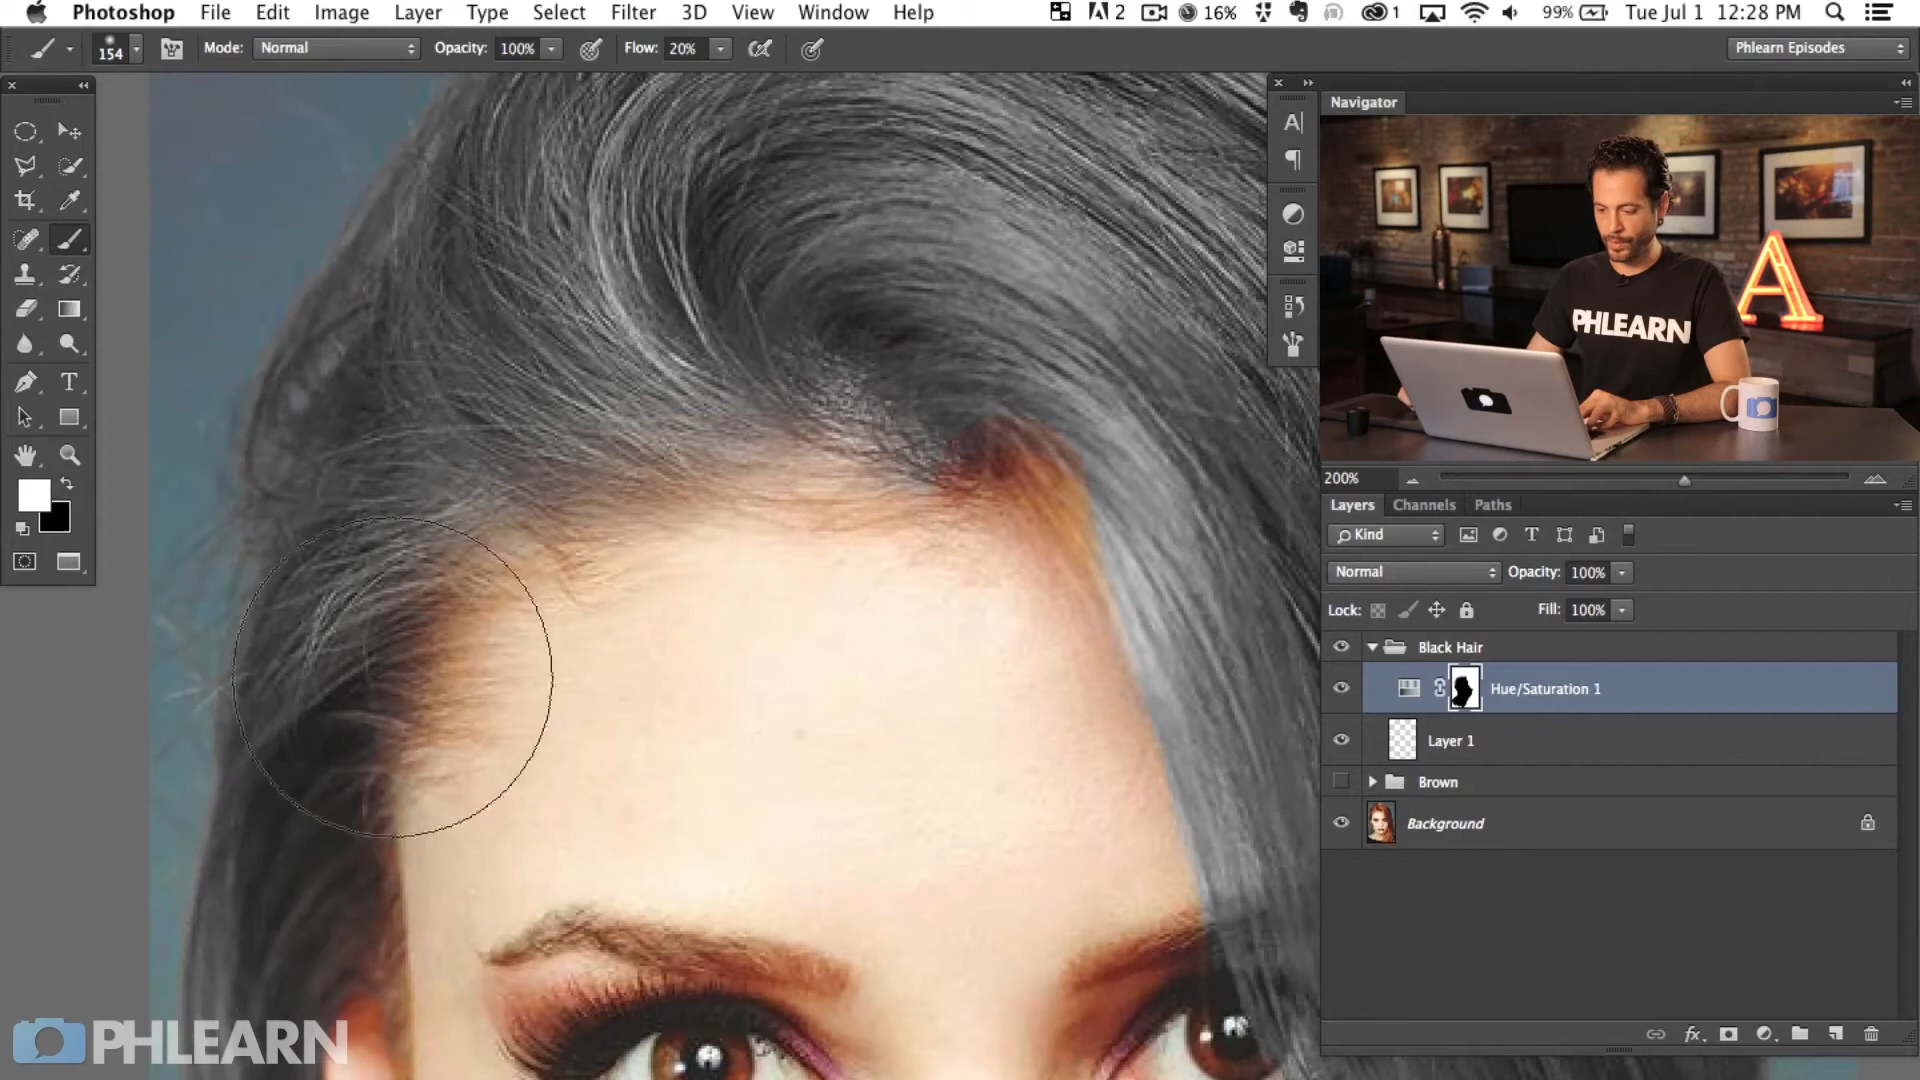 Photoshop File Edit Image Layer Type Select Filter 3D View Window Help 2 16% 1 99% Tue Jul 1 12:28 PM
154 Mode: Normal Opacity: 100% Flow: 20% Phlearn Episodes
Navigator
A
PHLEARN
200%
Layers Channels Paths
Kind
Normal Opacity: 100%
Lock: Fill: 100%
Black Hair
Hue/Saturation 1
Layer 1
Brown
Background
PHLEARN